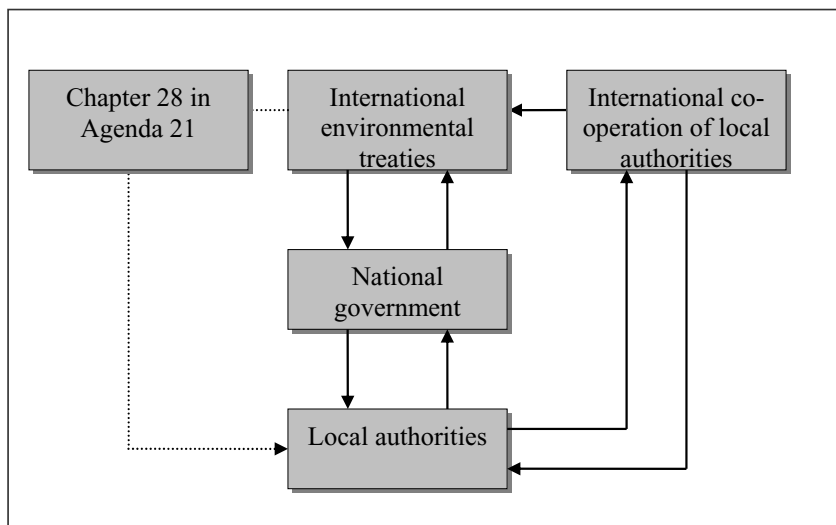 Chapter 28 in
Agenda 21
International
environmental
treaties
International co-
operation of local
authorities
National
government
Local authorities